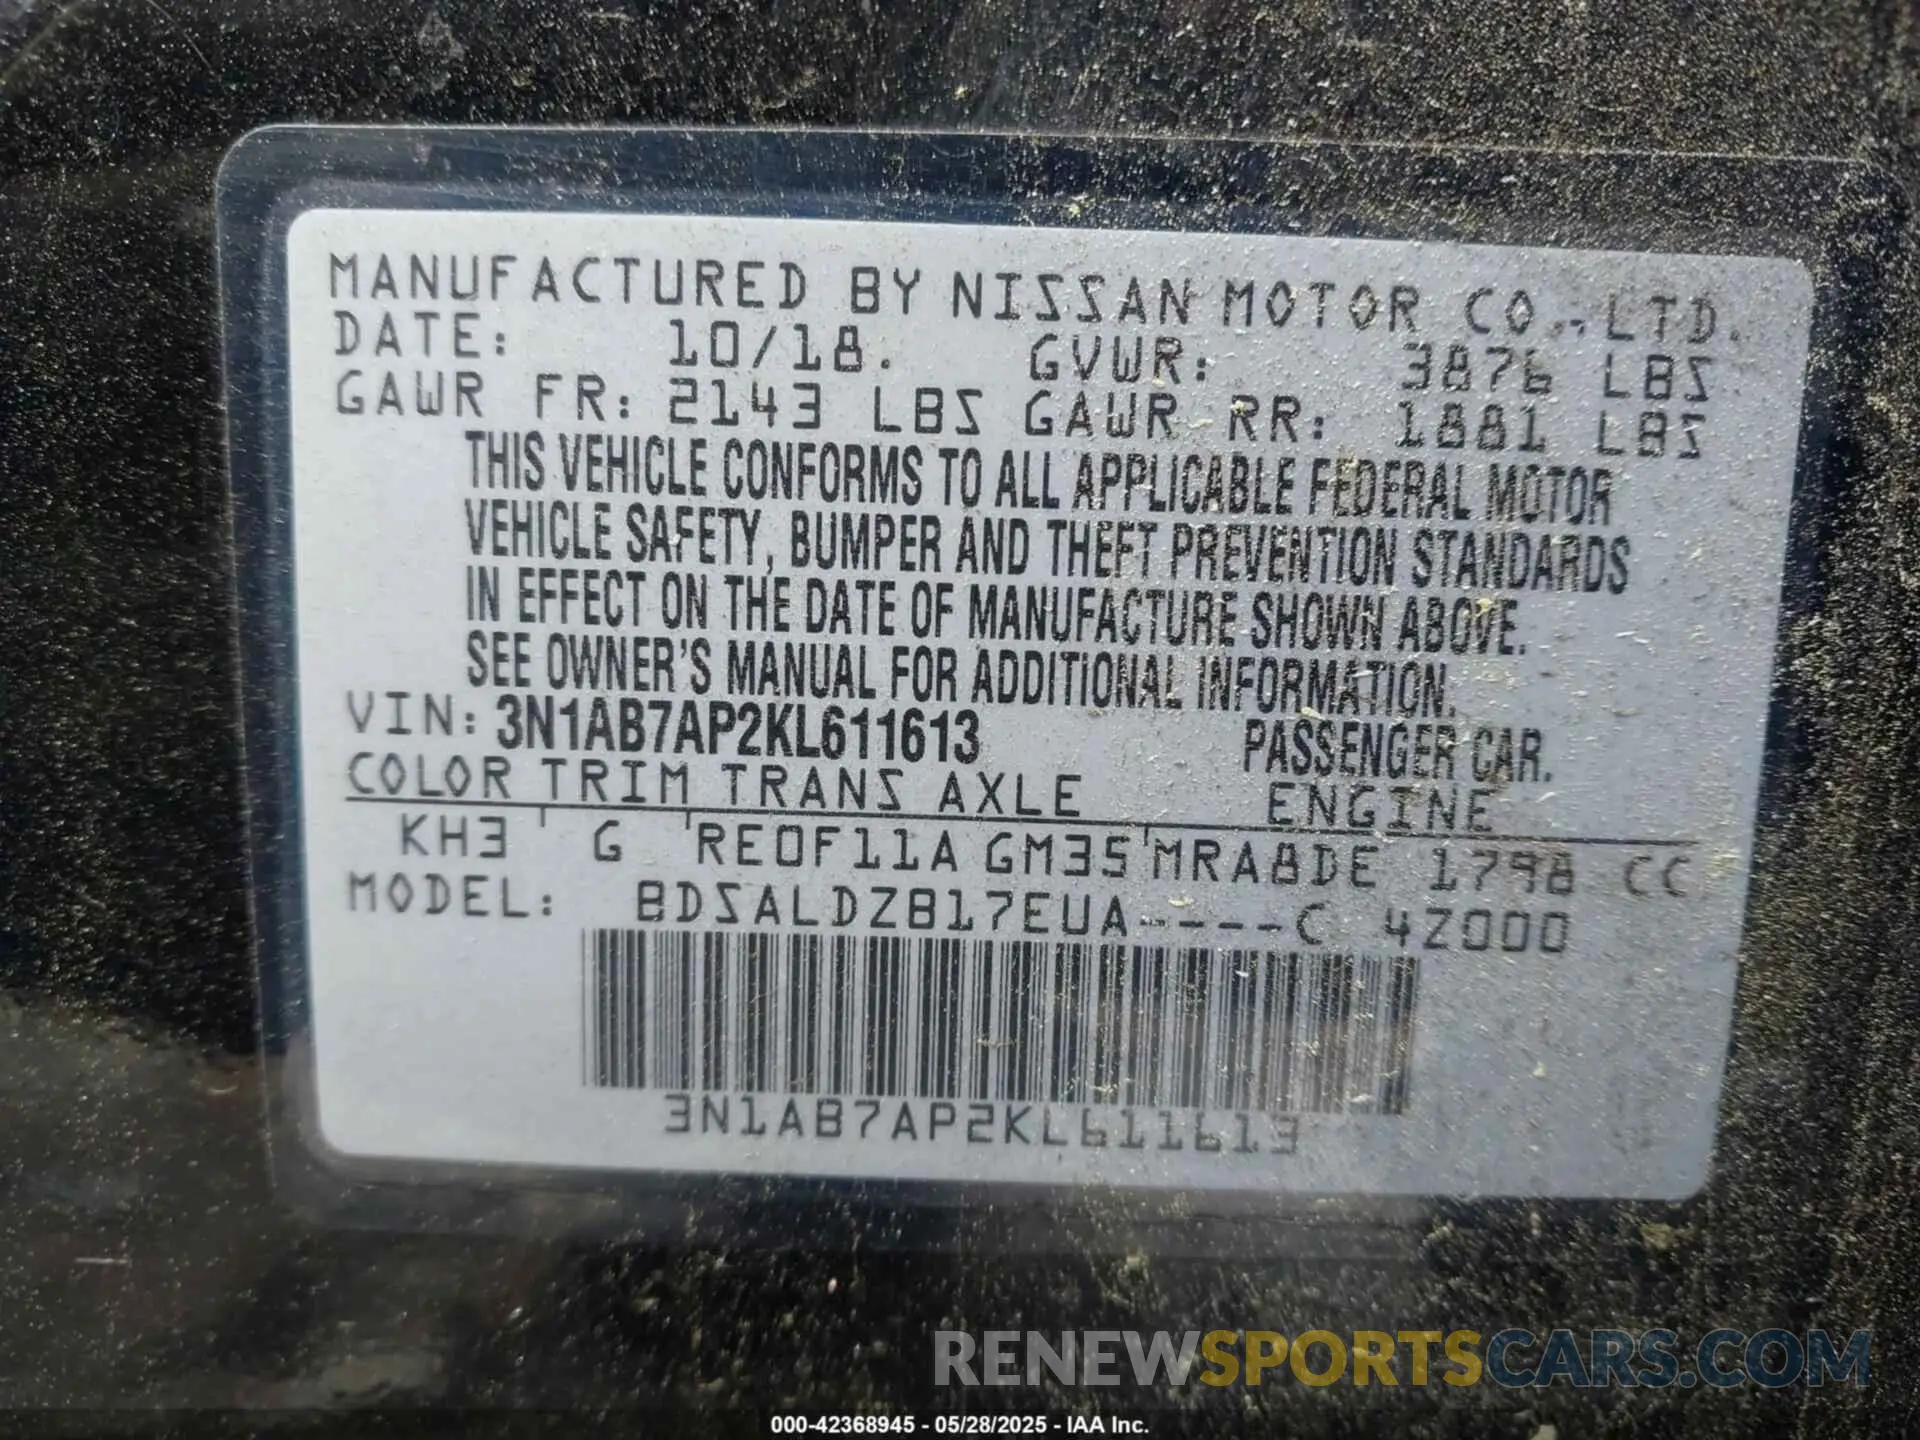 MANUFACTURED BY NISSAN MOTOR CO., LTD.
DATE: 10/18. GVWR: 3876 LBS
GAWR FR: 2143 LBS GAWR RR: 1881 LBS
THIS VEHICLE CONFORMS TO ALL APPLICABLE FEDERAL MOTOR
VEHICLE SAFETY, BUMPER AND THEFT PREVENTION STANDARDS
IN EFFECT ON THE DATE OF MANUFACTURE SHOWN ABOVE.
SEE OWNER'S MANUAL FOR ADDITIONAL INFORMATION.
VIN: 3N1AB7AP2KL611613 PASSENGER CAR.
COLOR TRIM TRANS AXLE ENGINE
KH3 G RE0F11A GM35 MRA8DE 1798 CC
MODEL: BDSALDZB17EUA----C 4Z000
3N1AB7AP2KL611613
RENEWSPORTSCARS.COM
000-42368945 - 05/28/2025 - IAA Inc.